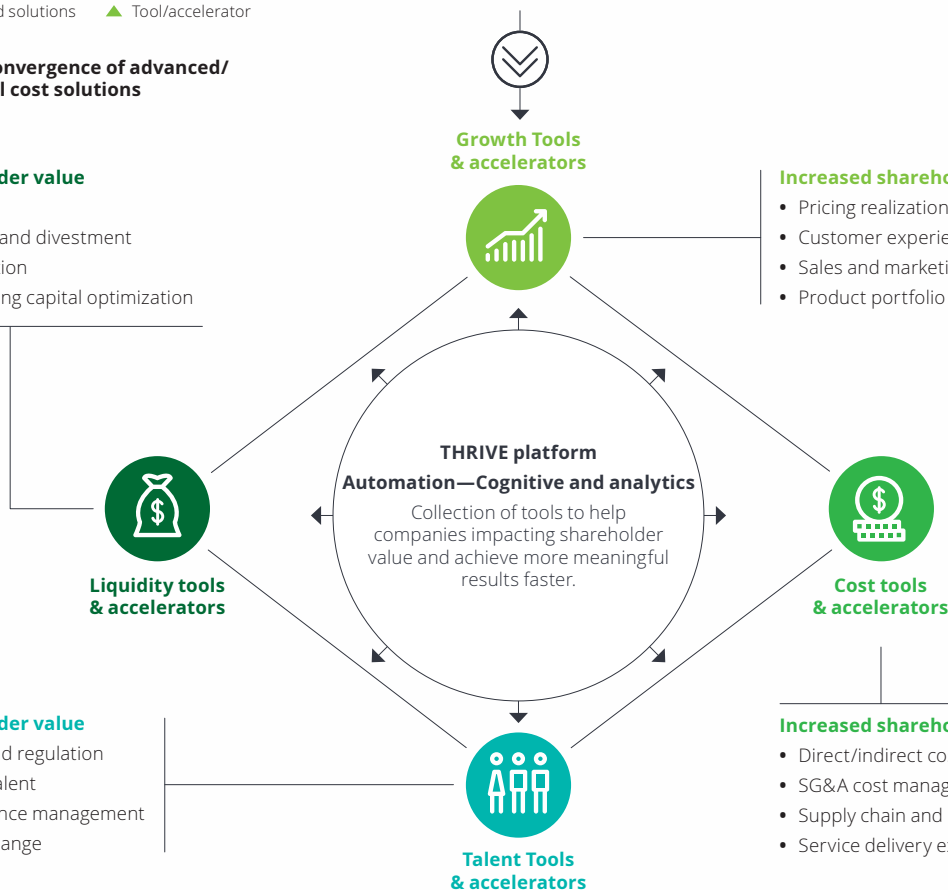 d solutions Tool/accelerator
onvergence of advanced/
l cost solutions
Growth Tools
& accelerators
der value
and divestment
ion
ng capital optimization
Increased shareho
• Pricing realization
• Customer experie
• Sales and marketi
• Product portfolio
THRIVE platform
Automation—Cognitive and analytics
Collection of tools to help
companies impacting shareholder
value and achieve more meaningful
results faster.
$
Liquidity tools
& accelerators
$
Cost tools
& accelerators
der value
d regulation
alent
nce management
ange
Increased shareho
• Direct/indirect co
• SG&A cost manag
• Supply chain and
• Service delivery e
Talent Tools
& accelerators